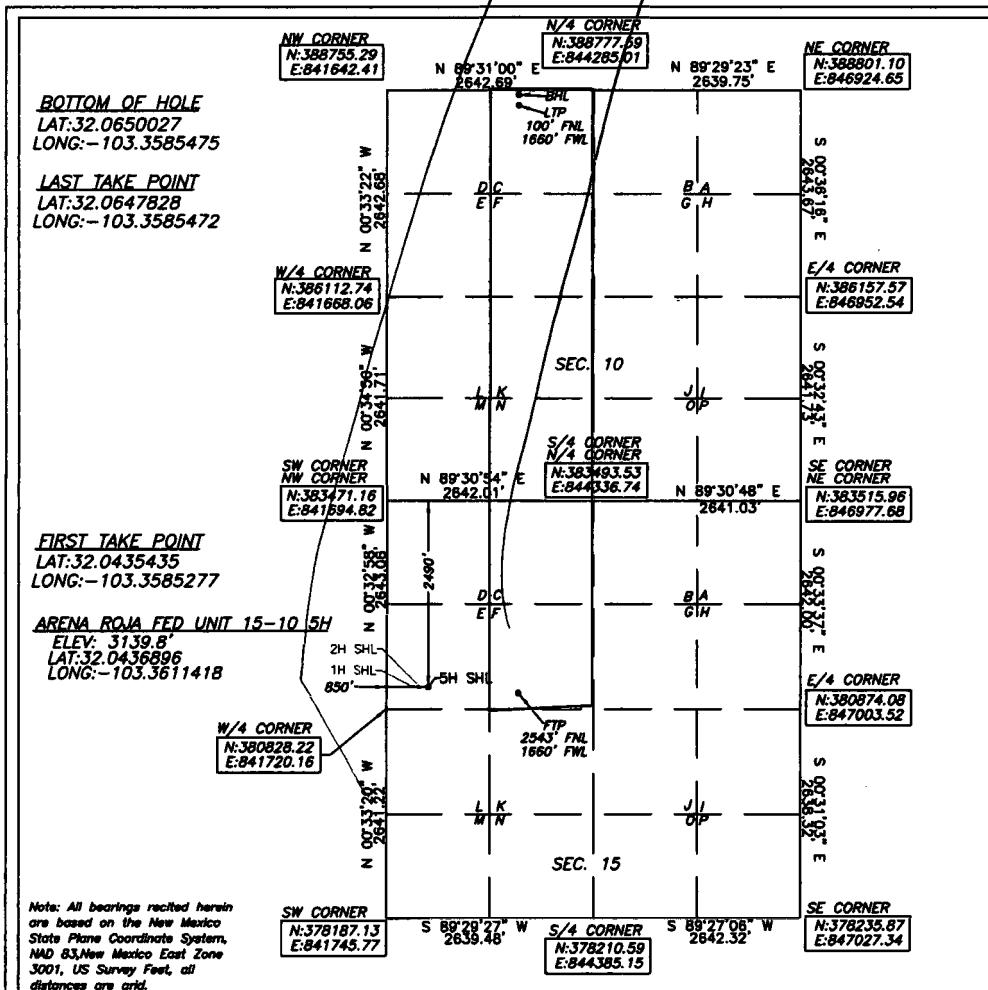 NW CORNER
N:388755.29
E:841642.41
N/4 CORNER
N:388777.69
E:844285.01
NE CORNER
N:388801.10
E:846924.65
N 89°31'00" E
2642.69'
N 89°29'23" E
2639.75'
BOTTOM OF HOLE
LAT:32.0650027
LONG:-103.3585475
LAST TAKE POINT
LAT:32.0647828
LONG:-103.3585472
BHL
LTP
100' FNL
1660' FWL
N 00°33'22" W
2642.68'
S 00°36'16" E
2643.67'
D C
E F
B A
G H
W/4 CORNER
N:386112.74
E:841668.06
E/4 CORNER
N:386157.57
E:846952.54
SEC. 10
N 00°34'50" W
2641.71'
S 00°32'43" E
2641.73'
L K
M N
J I
O P
SW CORNER
NW CORNER
N:383471.16
E:841694.82
N 89°30'54" E
2642.01'
S/4 CORNER
N/4 CORNER
N:383493.53
E:844336.74
N 89°30'48" E
2641.03'
SE CORNER
NE CORNER
N:383515.96
E:846977.68
FIRST TAKE POINT
LAT:32.0435435
LONG:-103.3585277
N 00°32'58" W
2643.06'
2490'
S 00°33'37" E
2642.00'
D C
E F
B A
G H
ARENA ROJA FED UNIT 15-10 5H
ELEV: 3139.8'
LAT:32.0436896
LONG:-103.3611418
2H SHL
1H SHL
850'
5H SHL
E/4 CORNER
N:380874.08
E:847003.52
W/4 CORNER
N:380828.22
E:841720.16
FTP
2543' FNL
1660' FWL
N 00°33'20" W
2641.22'
S 00°31'03" E
2638.32'
L K
M N
J I
O P
SEC. 15
Note: All bearings recited herein
are based on the New Mexico
State Plane Coordinate System,
NAD 83,New Mexico East Zone
3001, US Survey Feet, all
distances are grid.
SW CORNER
N:378187.13
E:841745.77
S 89°29'27" W
2639.48'
S/4 CORNER
N:378210.59
E:844385.15
S 89°27'06" W
2642.32'
SE CORNER
N:378235.87
E:847027.34